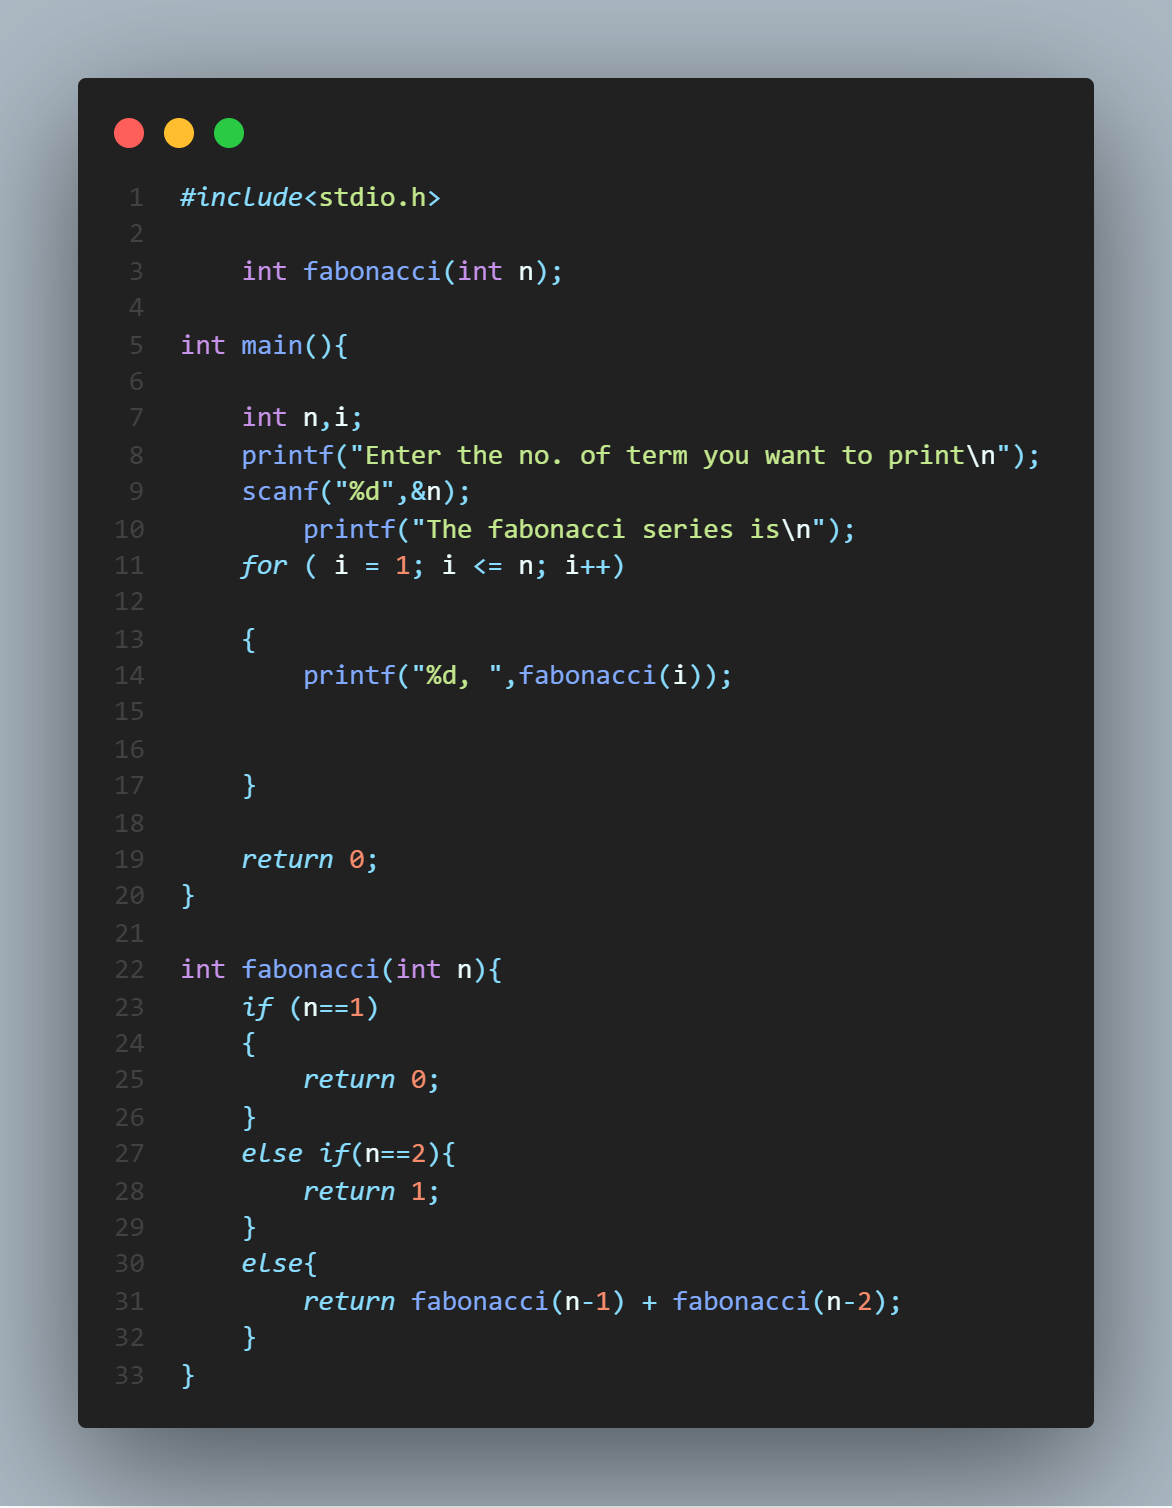 1 #include<stdio.h>
2
3     int fabonacci(int n);
4
5 int main(){
6
7     int n,i;
8     printf("Enter the no. of term you want to print\n");
9     scanf("%d",&n);
10         printf("The fabonacci series is\n");
11     for ( i = 1; i <= n; i++)
12
13     {
14         printf("%d, ",fabonacci(i));
15
16
17     }
18
19     return 0;
20 }
21
22 int fabonacci(int n){
23     if (n==1)
24     {
25         return 0;
26     }
27     else if(n==2){
28         return 1;
29     }
30     else{
31         return fabonacci(n-1) + fabonacci(n-2);
32     }
33 }